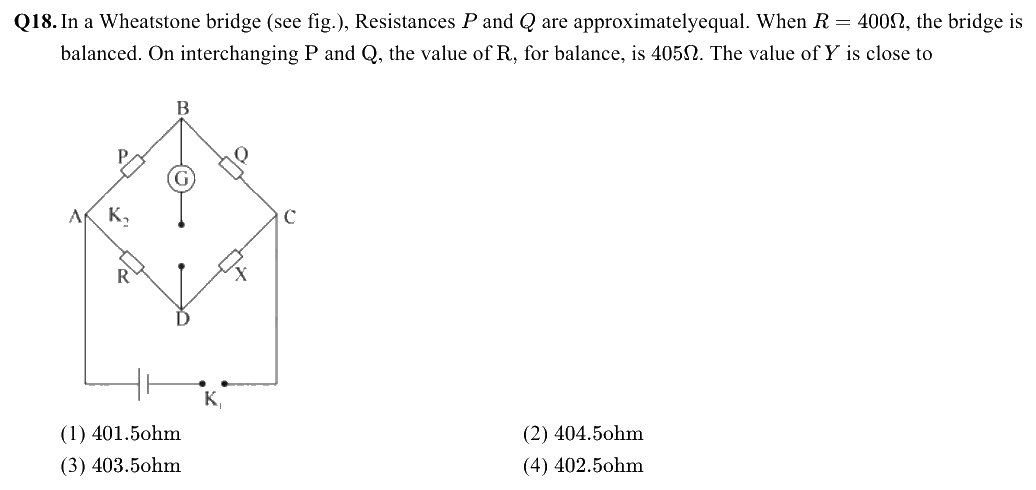 Q18. In a Wheatstone bridge (see fig.), Resistances P and Q are approximatelyequal. When R = 400Ω, the bridge is
balanced. On interchanging P and Q, the value of R, for balance, is 405Ω. The value of Y is close to
B
P
Q
G
A
K₂
C
R
X
D
K₁
(1) 401.5ohm
(2) 404.5ohm
(3) 403.5ohm
(4) 402.5ohm